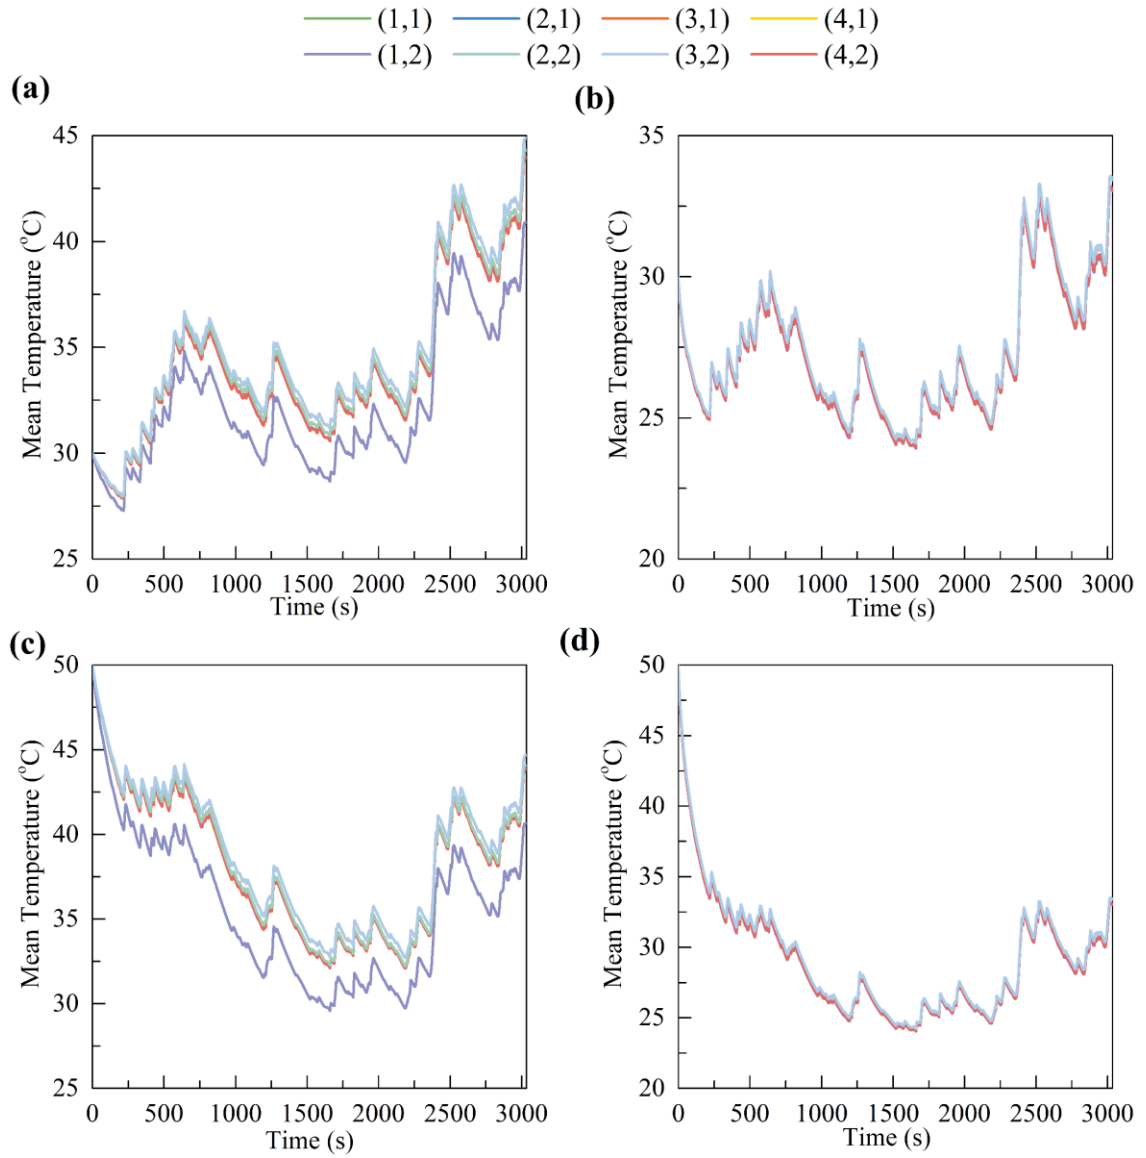 (1,1) (2,1) (3,1) (4,1)
(1,2) (2,2) (3,2) (4,2)
(a)
45
40
35
30
25
Mean Temperature (°C)
0 500 1000 1500 2000 2500 3000
Time (s)
(b)
35
30
25
20
Mean Temperature (°C)
0 500 1000 1500 2000 2500 3000
Time (s)
(c)
50
45
40
35
30
25
Mean Temperature (°C)
0 500 1000 1500 2000 2500 3000
Time (s)
(d)
50
45
40
35
30
25
20
Mean Temperature (°C)
0 500 1000 1500 2000 2500 3000
Time (s)